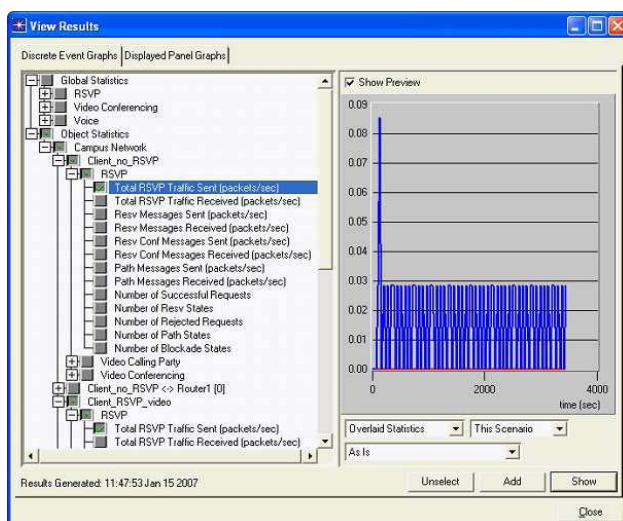 View Results
Discrete Event Graphs
Displayed Panel Graphs
Global Statistics
RSVP
Video Conferencing
Voice
Object Statistics
Campus Network
Client_no_RSVP
RSVP
Total RSVP Traffic Sent (packets/sec)
Total RSVP Traffic Received (packets/sec)
Resv Messages Sent (packets/sec)
Resv Messages Received (packets/sec)
Resv Conf Messages Sent (packets/sec)
Resv Conf Messages Received (packets/sec)
Path Messages Sent (packets/sec)
Path Messages Received (packets/sec)
Number of Successful Requests
Number of Resv States
Number of Rejected Requests
Number of Path States
Number of Blockade States
Video Calling Party
Video Conferencing
Client_no_RSVP <-> Router1 [0]
Client_RSVP_video
RSVP
Total RSVP Traffic Sent (packets/sec)
Total RSVP Traffic Received (packets/sec)
Show Preview
0.09
0.08
0.07
0.06
0.05
0.04
0.03
0.02
0.01
0.00
0 2000 4000
time (sec)
Overlaid Statistics
This Scenario
As Is
Results Generated: 11:47:53 Jan 15 2007
Unselect
Add
Show
Close